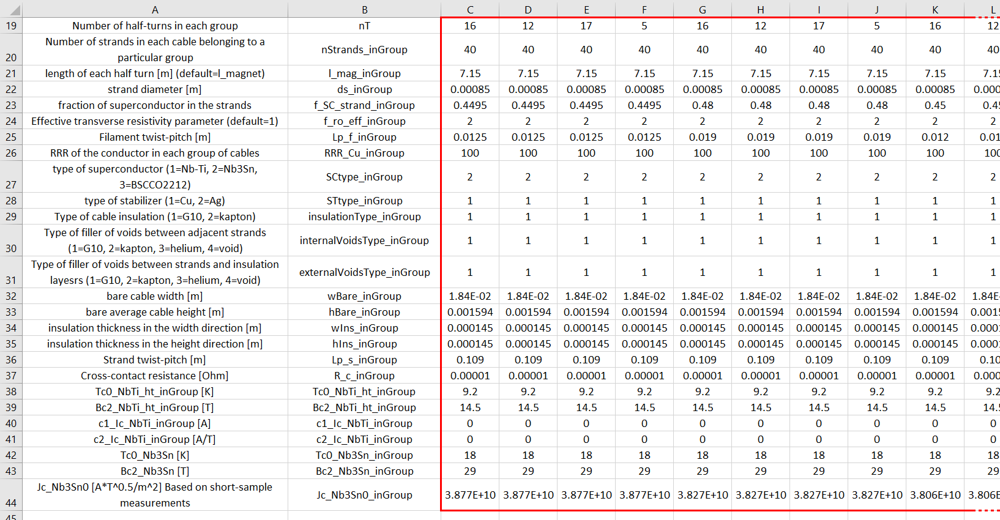 A B C D E F G H I J K L
19 Number of half-turns in each group nT 16 12 17 5 16 12 17 5 16 12
Number of strands in each cable belonging to a
20 particular group nStrands_inGroup 40 40 40 40 40 40 40 40 40 40
21 length of each half turn [m] (default=l_magnet) l_mag_inGroup 7.15 7.15 7.15 7.15 7.15 7.15 7.15 7.15 7.15 7.15
22 strand diameter [m] ds_inGroup 0.00085 0.00085 0.00085 0.00085 0.00085 0.00085 0.00085 0.00085 0.00085 0.000
23 fraction of superconductor in the strands f_SC_strand_inGroup 0.4495 0.4495 0.4495 0.4495 0.48 0.48 0.48 0.48 0.45 0.45
24 Effective transverse resistivity parameter (default=1) f_ro_eff_inGroup 2 2 2 2 2 2 2 2 2 2
25 Filament twist-pitch [m] Lp_f_inGroup 0.0125 0.0125 0.0125 0.0125 0.019 0.019 0.019 0.019 0.012 0.01
26 RRR of the conductor in each group of cables RRR_Cu_inGroup 100 100 100 100 100 100 100 100 100 100
type of superconductor (1=Nb-Ti, 2=Nb3Sn,
27 3=BSCCO2212) SCtype_inGroup 2 2 2 2 2 2 2 2 2 2
28 type of stabilizer (1=Cu, 2=Ag) STtype_inGroup 1 1 1 1 1 1 1 1 1 1
29 Type of cable insulation (1=G10, 2=kapton) insulationType_inGroup 1 1 1 1 1 1 1 1 1 1
Type of filler of voids between adjacent strands
30 (1=G10, 2=kapton, 3=helium, 4=void) internalVoidsType_inGroup 1 1 1 1 1 1 1 1 1 1
Type of filler of voids between strands and insulation
31 layesrs (1=G10, 2=kapton, 3=helium, 4=void) externalVoidsType_inGroup 1 1 1 1 1 1 1 1 1 1
32 bare cable width [m] wBare_inGroup 1.84E-02 1.84E-02 1.84E-02 1.84E-02 1.84E-02 1.84E-02 1.84E-02 1.84E-02 1.84E-02 1.84E-
33 bare average cable height [m] hBare_inGroup 0.001594 0.001594 0.001594 0.001594 0.001594 0.001594 0.001594 0.001594 0.001594 0.0015
34 insulation thickness in the width direction [m] wIns_inGroup 0.000145 0.000145 0.000145 0.000145 0.000145 0.000145 0.000145 0.000145 0.000145 0.000
35 insulation thickness in the height direction [m] hIns_inGroup 0.000145 0.000145 0.000145 0.000145 0.000145 0.000145 0.000145 0.000145 0.000145 0.000
36 Strand twist-pitch [m] Lp_s_inGroup 0.109 0.109 0.109 0.109 0.109 0.109 0.109 0.109 0.109 0.10
37 Cross-contact resistance [Ohm] R_c_inGroup 0.00001 0.00001 0.00001 0.00001 0.00001 0.00001 0.00001 0.00001 0.00001 0.000
38 Tc0_NbTi_ht_inGroup [K] Tc0_NbTi_ht_inGroup 9.2 9.2 9.2 9.2 9.2 9.2 9.2 9.2 9.2 9.2
39 Bc2_NbTi_ht_inGroup [T] Bc2_NbTi_ht_inGroup 14.5 14.5 14.5 14.5 14.5 14.5 14.5 14.5 14.5 14.5
40 c1_Ic_NbTi_inGroup [A] c1_Ic_NbTi_inGroup 0 0 0 0 0 0 0 0 0 0
41 c2_Ic_NbTi_inGroup [A/T] c2_Ic_NbTi_inGroup 0 0 0 0 0 0 0 0 0 0
42 Tc0_Nb3Sn [K] Tc0_Nb3Sn_inGroup 18 18 18 18 18 18 18 18 18 18
43 Bc2_Nb3Sn [T] Bc2_Nb3Sn_inGroup 29 29 29 29 29 29 29 29 29 29
Jc_Nb3Sn0 [A*T^0.5/m^2] Based on short-sample
44 measurements Jc_Nb3Sn0_inGroup 3.877E+10 3.877E+10 3.877E+10 3.877E+10 3.827E+10 3.827E+10 3.827E+10 3.827E+10 3.806E+10 3.806E
45